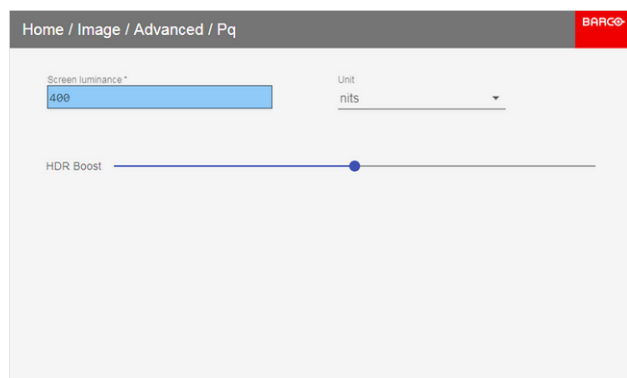 Home / Image / Advanced / Pq
BARCO
Screen luminance *
Unit
400
nits
HDR Boost